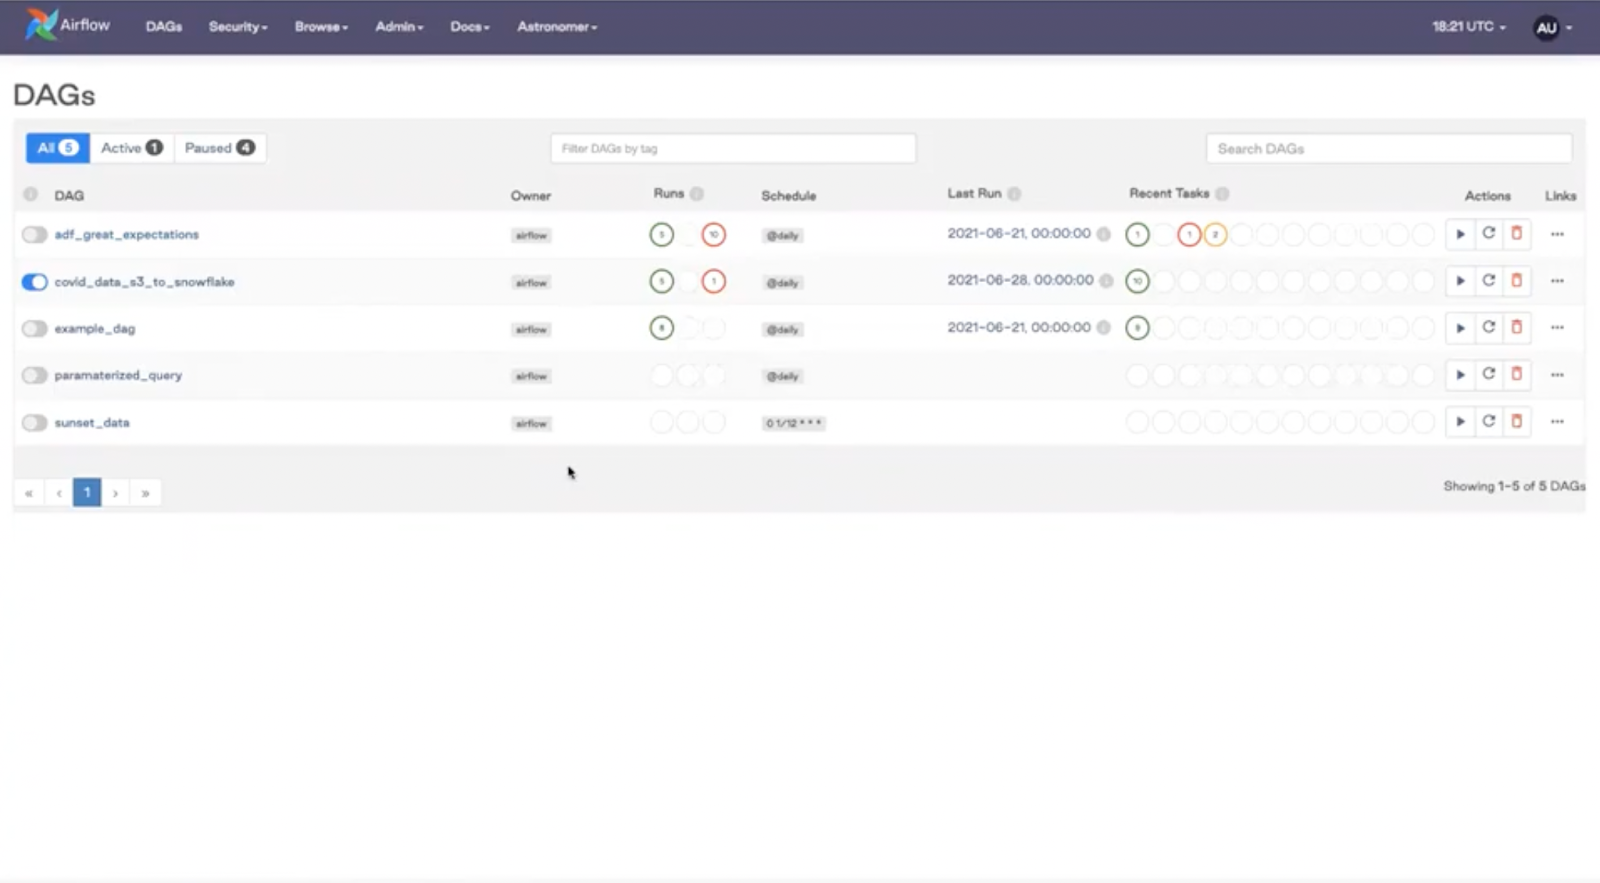 Airflow DAGs Security Browse Admin Docs Astronomer 18:21 UTC AU
DAGs
All 5 Active 1 Paused 4 Filter DAGs by tag Search DAGs
DAG Owner Runs Schedule Last Run Recent Tasks Actions Links
adf_great_expectations airflow 5 10 @daily 2021-06-21, 00:00:00 1 1 2
covid_data_s3_to_snowflake airflow 5 1 @daily 2021-06-28, 00:00:00 10
example_dag airflow @daily 2021-06-21, 00:00:00
paramaterized_query airflow @daily
sunset_data airflow 0 1/12 * * *
« ‹ 1 › » Showing 1-5 of 5 DAGs